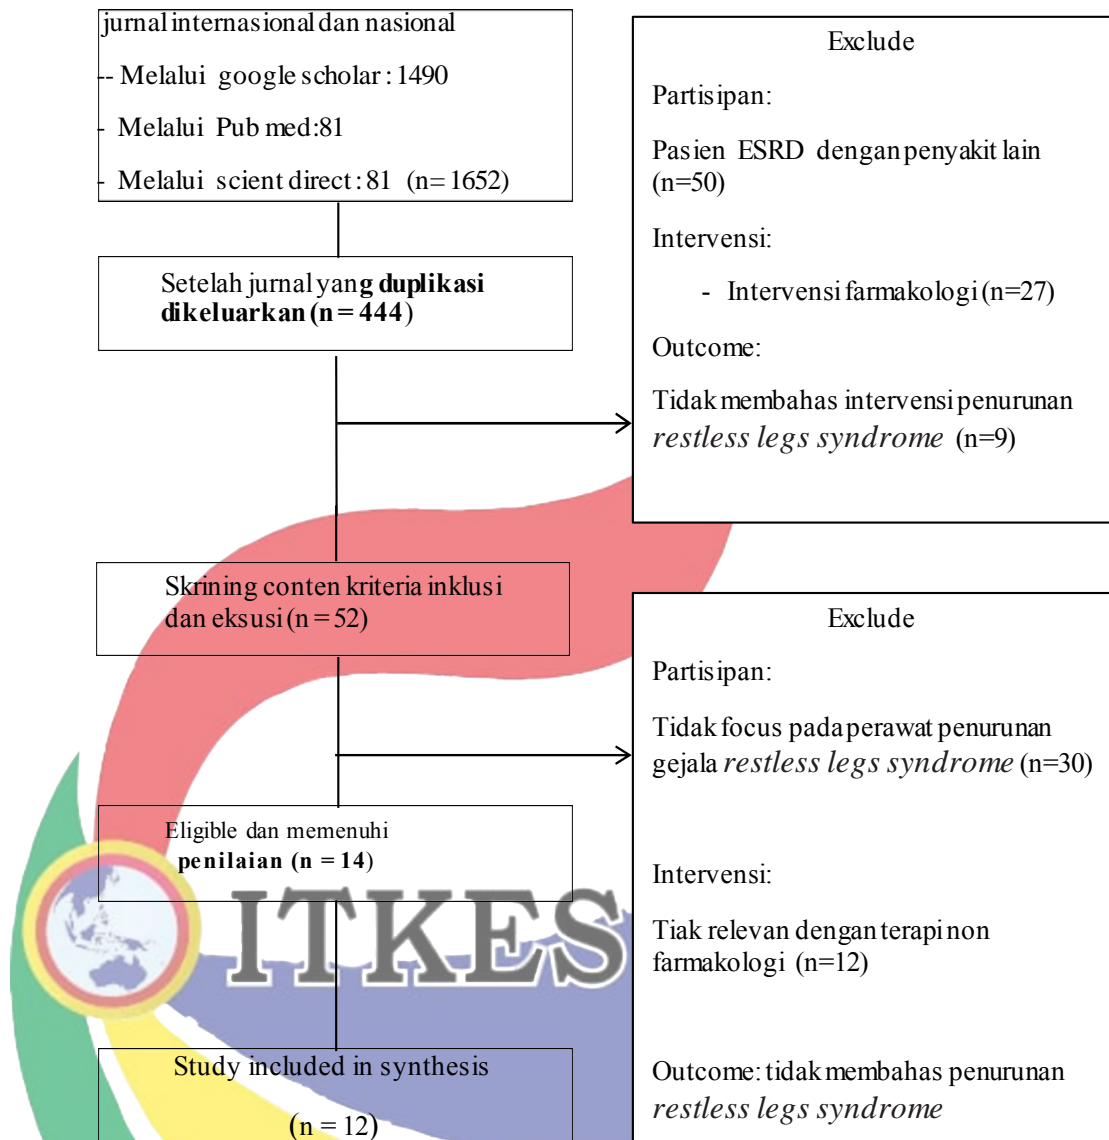 jurnal internasional dan nasional
-- Melalui google scholar : 1490
- Melalui Pub med:81
- Melalui scient direct : 81 (n= 1652)
Setelah jurnal yang duplikasi
dikeluarkan (n = 444)
Skrining conten kriteria inklusi
dan eksusi (n = 52)
Eligible dan memenuhi
penilaian (n = 14)
Study included in synthesis
(n = 12)
Exclude
Partisipan:
Pasien ESRD dengan penyakit lain
(n=50)
Intervensi:
- Intervensi farmakologi (n=27)
Outcome:
Tidak membahas intervensi penurunan
restless legs syndrome (n=9)
Exclude
Partisipan:
Tidak focus pada perawat penurunan
gejala restless legs syndrome (n=30)
Intervensi:
Tiak relevan dengan terapi non
farmakologi (n=12)
Outcome: tidak membahas penurunan
restless legs syndrome
ITKES